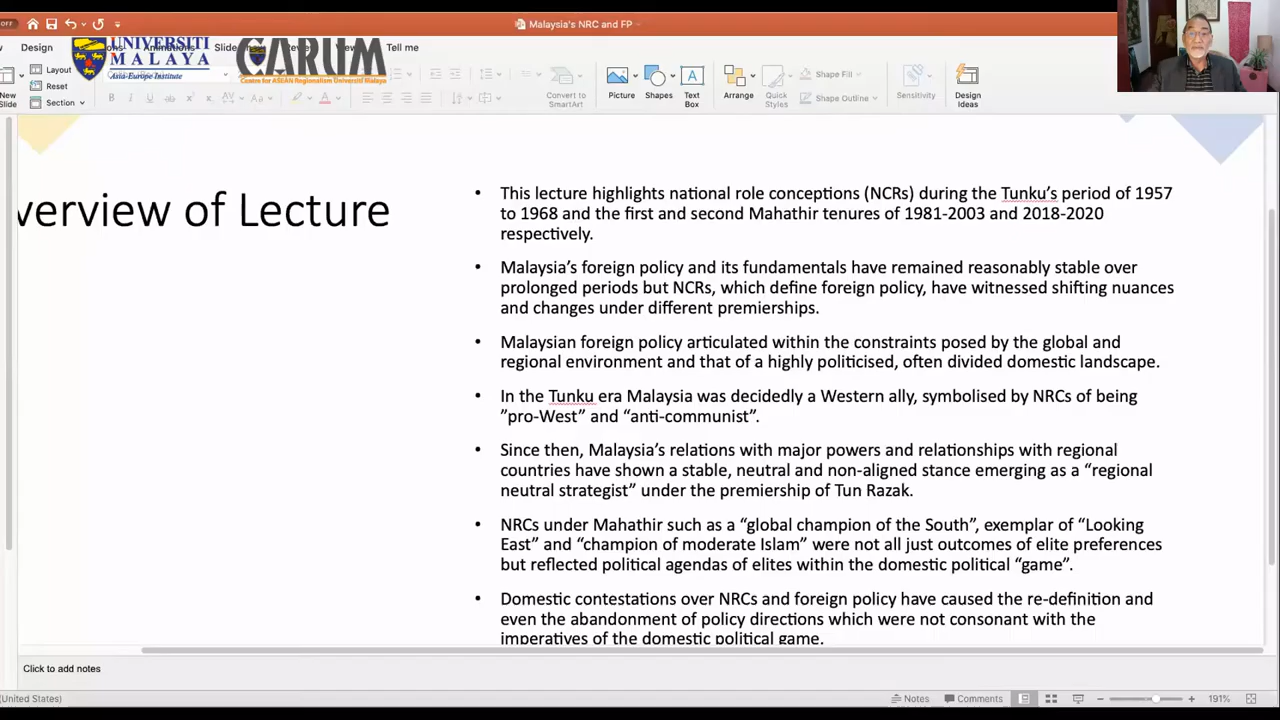 OFF
Malaysia's NRC and FP
Design
Animations
Slide
Review
View
Tell me
UNIVERSITI
MALAYA
Asia-Europe Institute
CARUM
Centre for ASEAN Regionalism Universiti Malaya
New
Slide
Layout
Reset
Section
Convert to
SmartArt
Picture
Shapes
Text
Box
Arrange
Quick
Styles
Shape Fill
Shape Outline
Sensitivity
Design
Ideas
verview of Lecture
• This lecture highlights national role conceptions (NCRs) during the Tunku's period of 1957
to 1968 and the first and second Mahathir tenures of 1981-2003 and 2018-2020
respectively.
• Malaysia's foreign policy and its fundamentals have remained reasonably stable over
prolonged periods but NCRs, which define foreign policy, have witnessed shifting nuances
and changes under different premierships.
• Malaysian foreign policy articulated within the constraints posed by the global and
regional environment and that of a highly politicised, often divided domestic landscape.
• In the Tunku era Malaysia was decidedly a Western ally, symbolised by NRCs of being
”pro-West” and “anti-communist”.
• Since then, Malaysia's relations with major powers and relationships with regional
countries have shown a stable, neutral and non-aligned stance emerging as a “regional
neutral strategist” under the premiership of Tun Razak.
• NRCs under Mahathir such as a “global champion of the South”, exemplar of “Looking
East” and “champion of moderate Islam” were not all just outcomes of elite preferences
but reflected political agendas of elites within the domestic political “game”.
• Domestic contestations over NRCs and foreign policy have caused the re-definition and
even the abandonment of policy directions which were not consonant with the
imperatives of the domestic political game.
Click to add notes
(United States)
Notes
Comments
191%